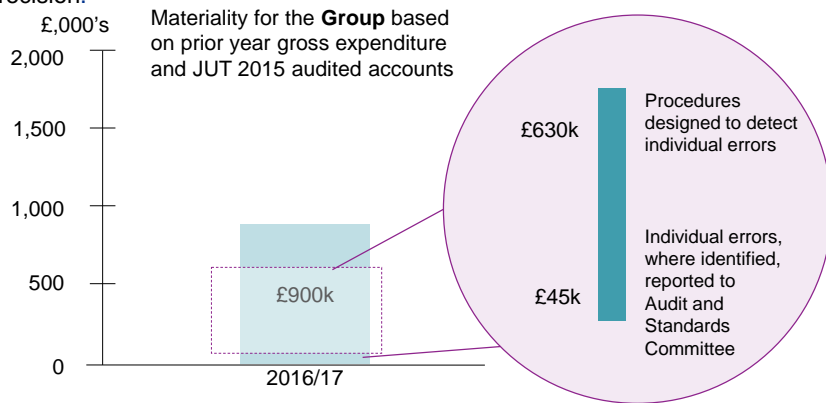 recision.
£,000's
Materiality for the Group based
on prior year gross expenditure
and JUT 2015 audited accounts
2,000
1,500
1,000
500
0
£900k
2016/17
£630k
Procedures
designed to detect
individual errors
£45k
Individual errors,
where identified,
reported to
Audit and
Standards
Committee